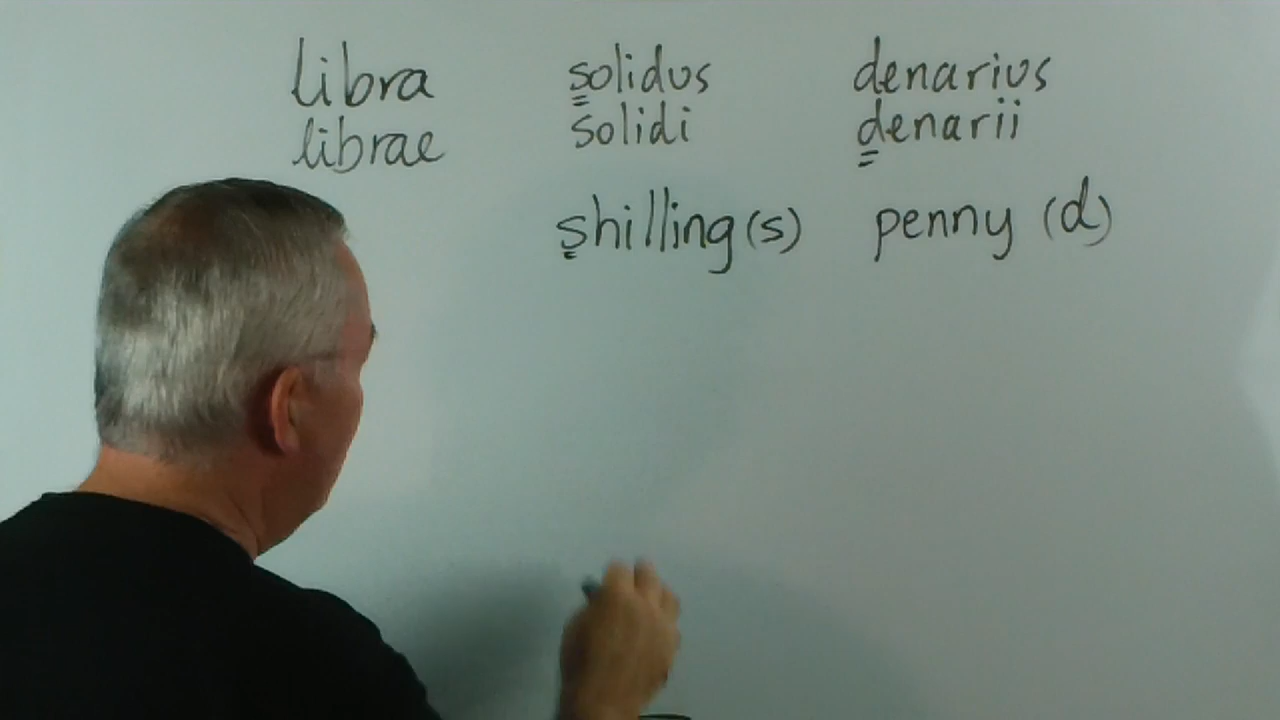 libra solidus denarius
librae solidi denarii
shilling(s) penny (d)